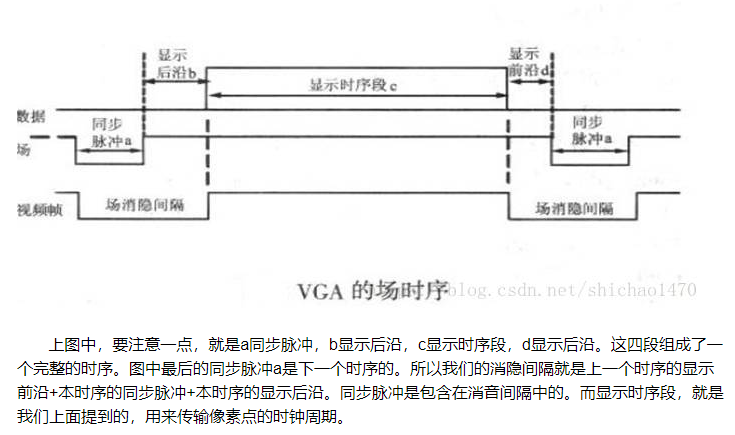 显示
后沿b
显示
前沿d
显示时序段c
数据
同步
脉冲a
同步
脉冲a
场
视频帧
场消隐间隔
场消隐间隔
VGA 的场时序
blog.csdn.net/shichao1470
上图中，要注意一点，就是a同步脉冲，b显示后沿，c显示时序段，d显示后沿。这四段组成了一
个完整的时序。图中最后的同步脉冲a是下一个时序的。所以我们的消隐间隔就是上一个时序的显示
前沿+本时序的同步脉冲+本时序的显示后沿。同步脉冲是包含在消音间隔中的。而显示时序段，就是
我们上面提到的，用来传输像素点的时钟周期。